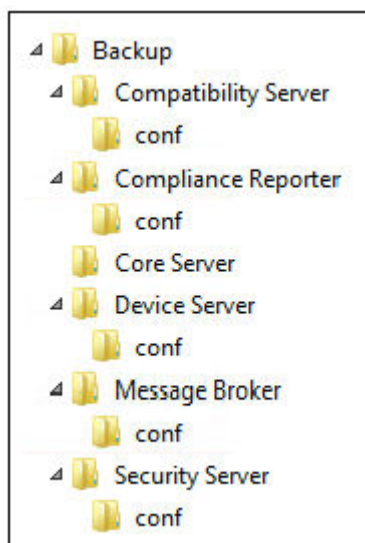 Backup
Compatibility Server
conf
Compliance Reporter
conf
Core Server
Device Server
conf
Message Broker
conf
Security Server
conf